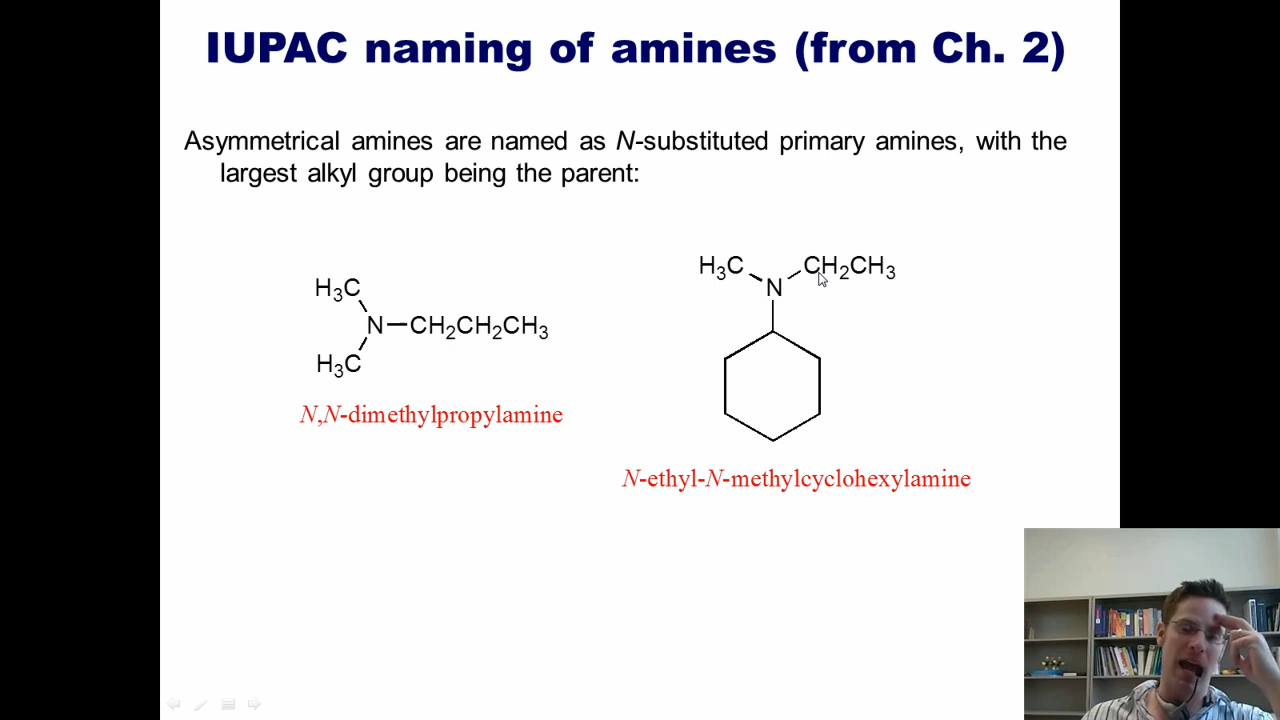 IUPAC naming of amines (from Ch. 2)
Asymmetrical amines are named as N-substituted primary amines, with the
largest alkyl group being the parent:
H₃C
N
CH₂CH₂CH₃
H₃C
N,N-dimethylpropylamine
H₃C
CH₂CH₃
N
N-ethyl-N-methylcyclohexylamine